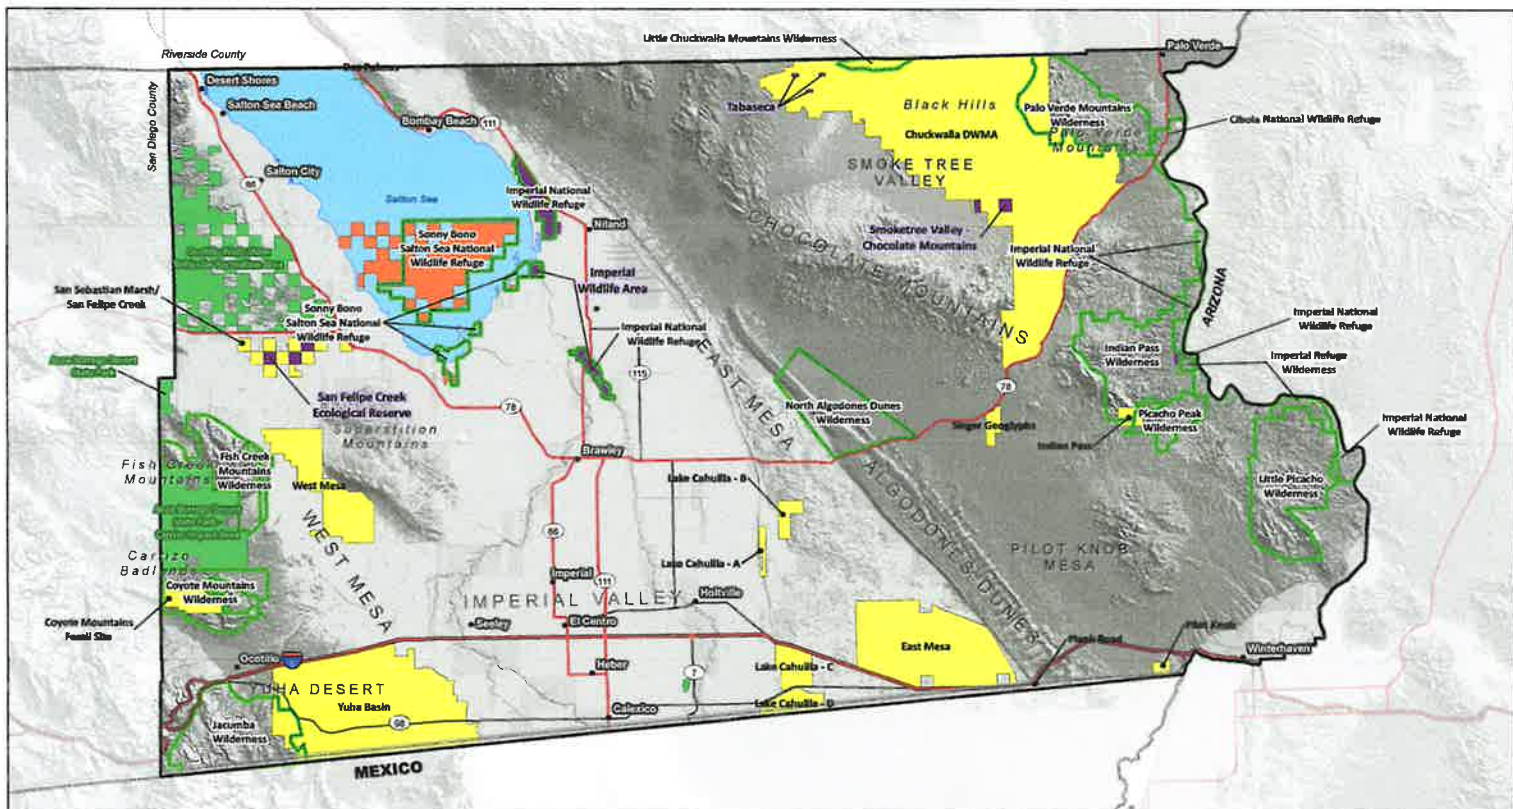 Riverside County
San Diego County
Little Chuckwalla Mountains Wilderness
Palo Verde
Desert Shores
Salton Sea Beach
Bombay Beach
111
Tabaseca
Black Hills
Chuckwalla DWMA
Palo Verde Mountains
Wilderness
Palo Verde
Mountains
Cibola National Wildlife Refuge
Salton City
86
Salton Sea
SMOKE TREE
VALLEY
Imperial National
Wildlife Refuge
Niland
CHOCOLATE MOUNTAINS
Smoketree Valley -
Chocolate Mountains
Imperial National
Wildlife Refuge
Sonny Bono
Salton Sea National
Wildlife Refuge
San Sebastian Marsh/
San Felipe Creek
Sonny Bono
Salton Sea National
Wildlife Refuge
Imperial
Wildlife Area
ARIZONA
Imperial National
Wildlife Refuge
Imperial National
Wildlife Refuge
Indian Pass
Wilderness
Imperial Refuge
Wilderness
State Park
115
EAST MESA
San Felipe Creek
Ecological Reserve
78
78
North Algodones Dunes
Wilderness
Singer Geoglyphs
Picacho Peak
Wilderness
Indian Pass
Imperial National
Wildlife Refuge
Superstition
Mountains
Brawley
Fish Creek
Mountains
Fish Creek
Mountains
Wilderness
West Mesa
Lake Cahuilla - B
ALGODONES DUNES
Little Picacho
Wilderness
WEST MESA
86
Carrizo
Badlands
Lake Cahuilla - A
PILOT KNOB
MESA
Imperial
111
Coyote Mountains
Wilderness
IMPERIAL VALLEY
Holtville
Coyote Mountains
Fossil Site
Seeley
El Centro
East Mesa
Plank Road
Pilot Knob
Winterhaven
Ocotillo
8
Heber
Lake Cahuilla - C
7
YUHA DESERT
Yuha Basin
Lake Cahuilla - D
Jacumba
Wilderness
98
Calexico
MEXICO